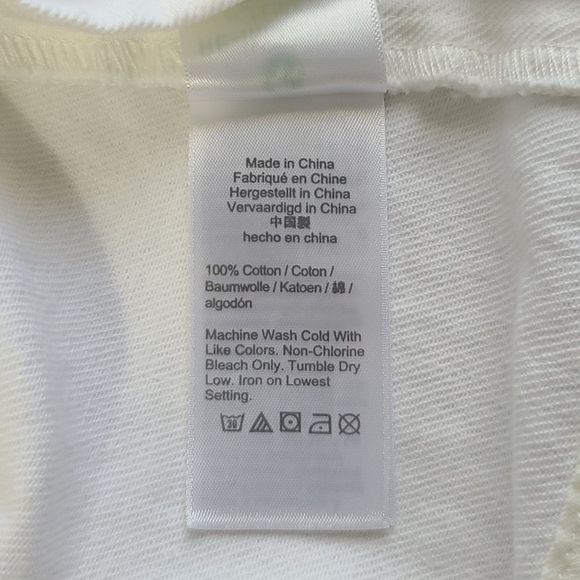 Made in China
Fabriqué en Chine
Hergestellt in China
Vervaardigd in China
中国製
hecho en china
100% Cotton / Coton /
Baumwolle / Katoen / 綿 /
algodón
Machine Wash Cold With
Like Colors. Non-Chlorine
Bleach Only. Tumble Dry
Low. Iron on Lowest
Setting.
30